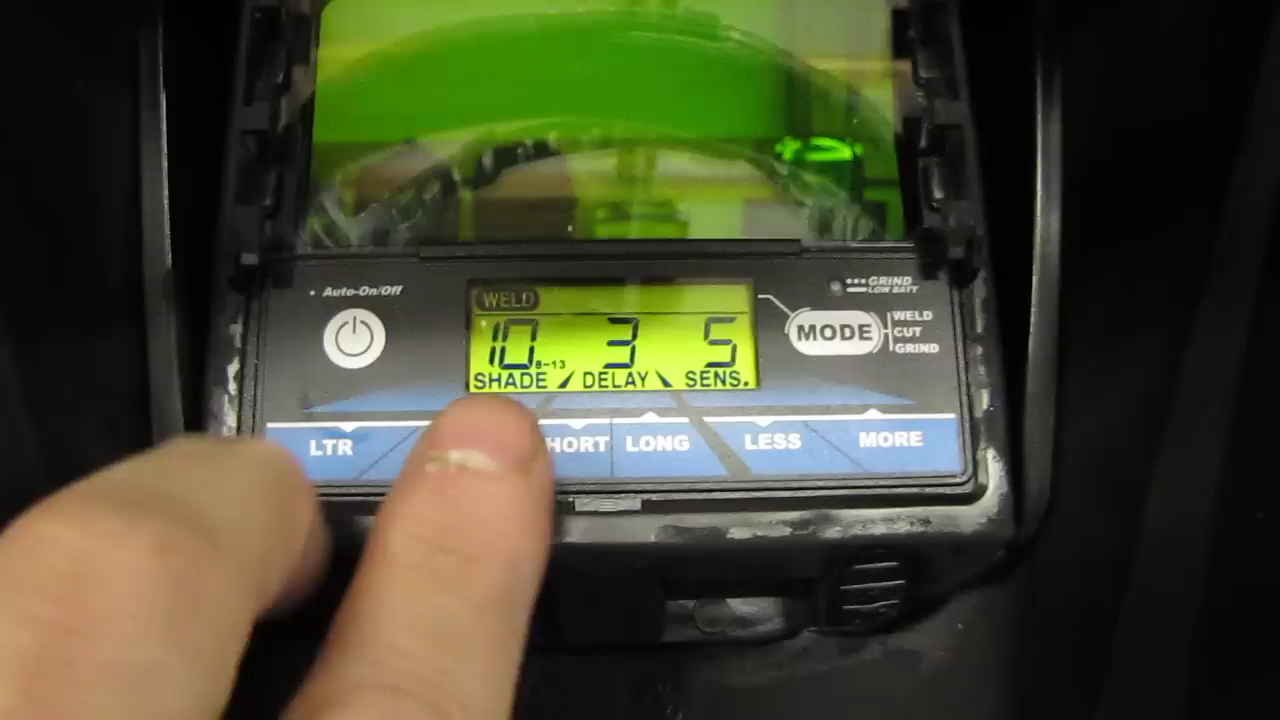 Auto-On/Off
WELD
10 8-13 3 5
SHADE DELAY SENS.
GRIND
LOW BATT
MODE
WELD
CUT
GRIND
LTR HORT LONG LESS MORE